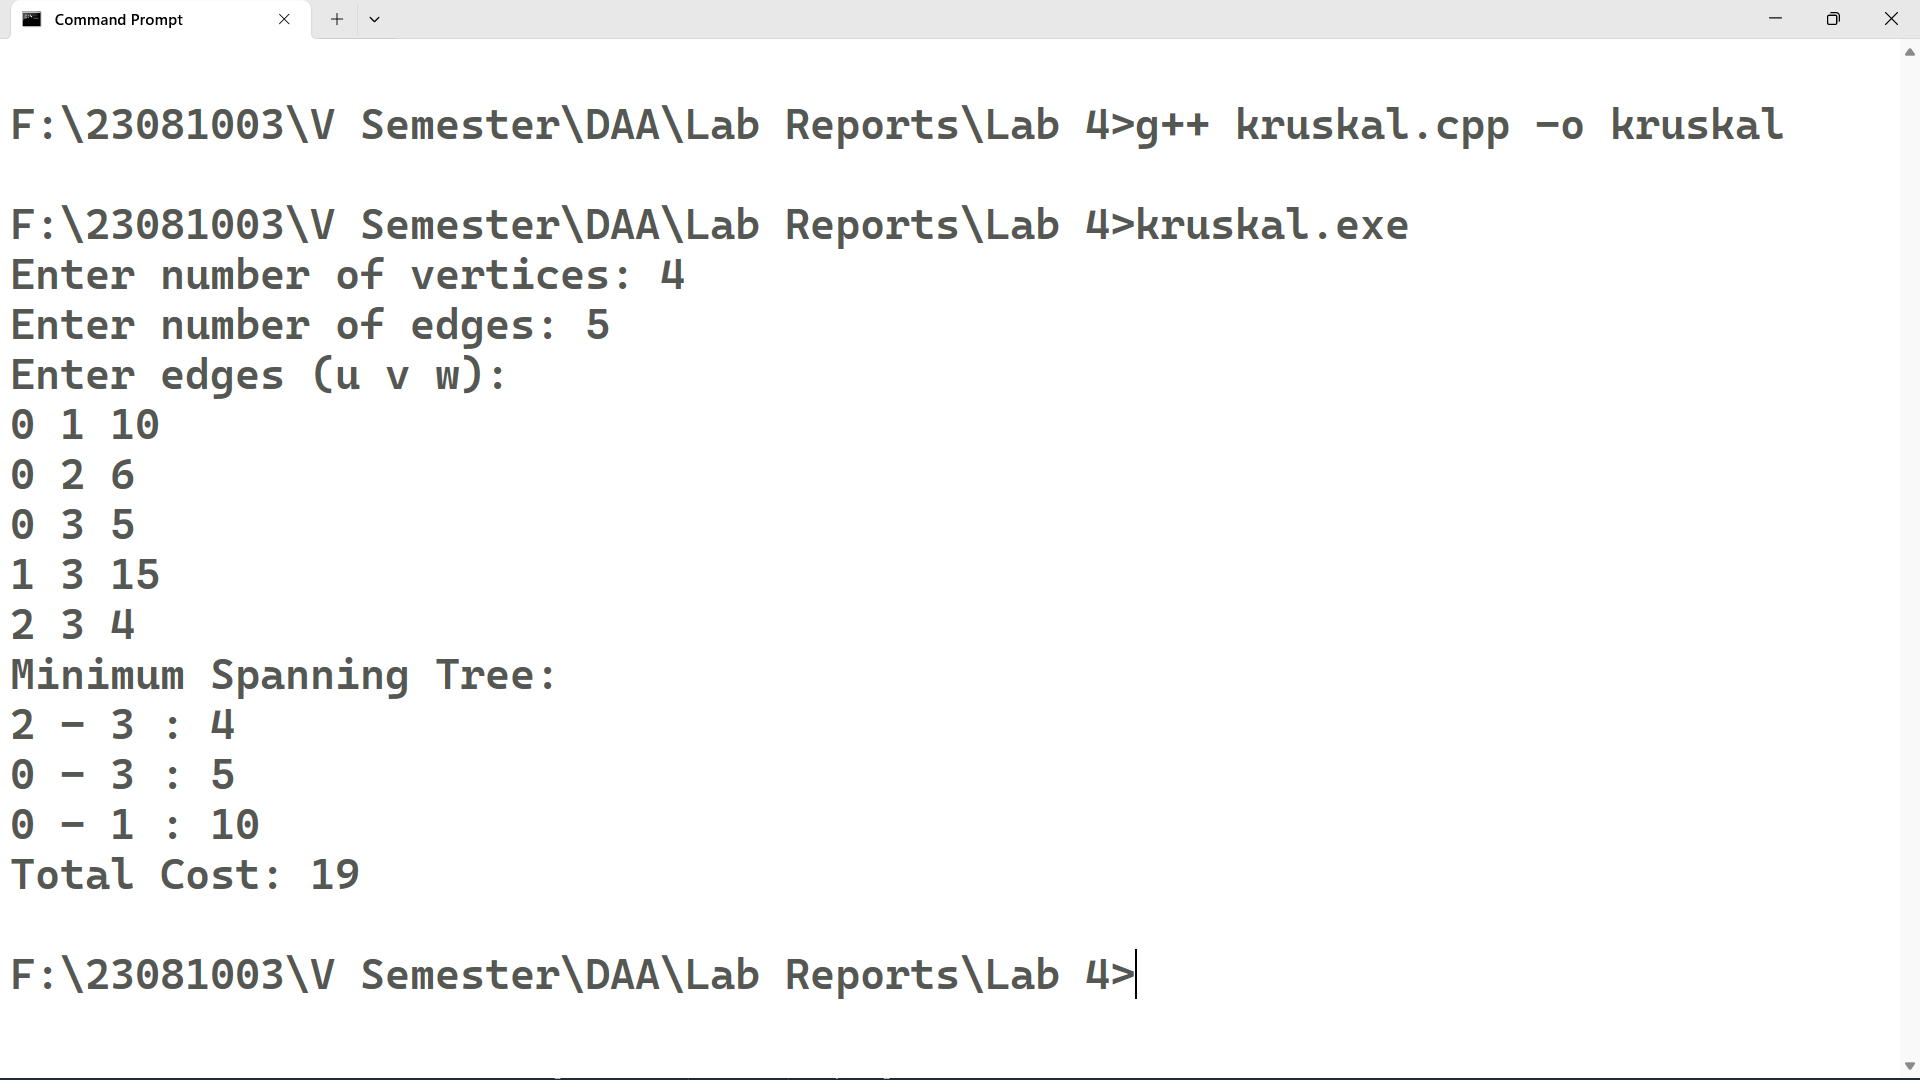 Command Prompt
F:\23081003\V Semester\DAA\Lab Reports\Lab 4>g++ kruskal.cpp -o kruskal
F:\23081003\V Semester\DAA\Lab Reports\Lab 4>kruskal.exe
Enter number of vertices: 4
Enter number of edges: 5
Enter edges (u v w):
0 1 10
0 2 6
0 3 5
1 3 15
2 3 4
Minimum Spanning Tree:
2 - 3 : 4
0 - 3 : 5
0 - 1 : 10
Total Cost: 19
F:\23081003\V Semester\DAA\Lab Reports\Lab 4>